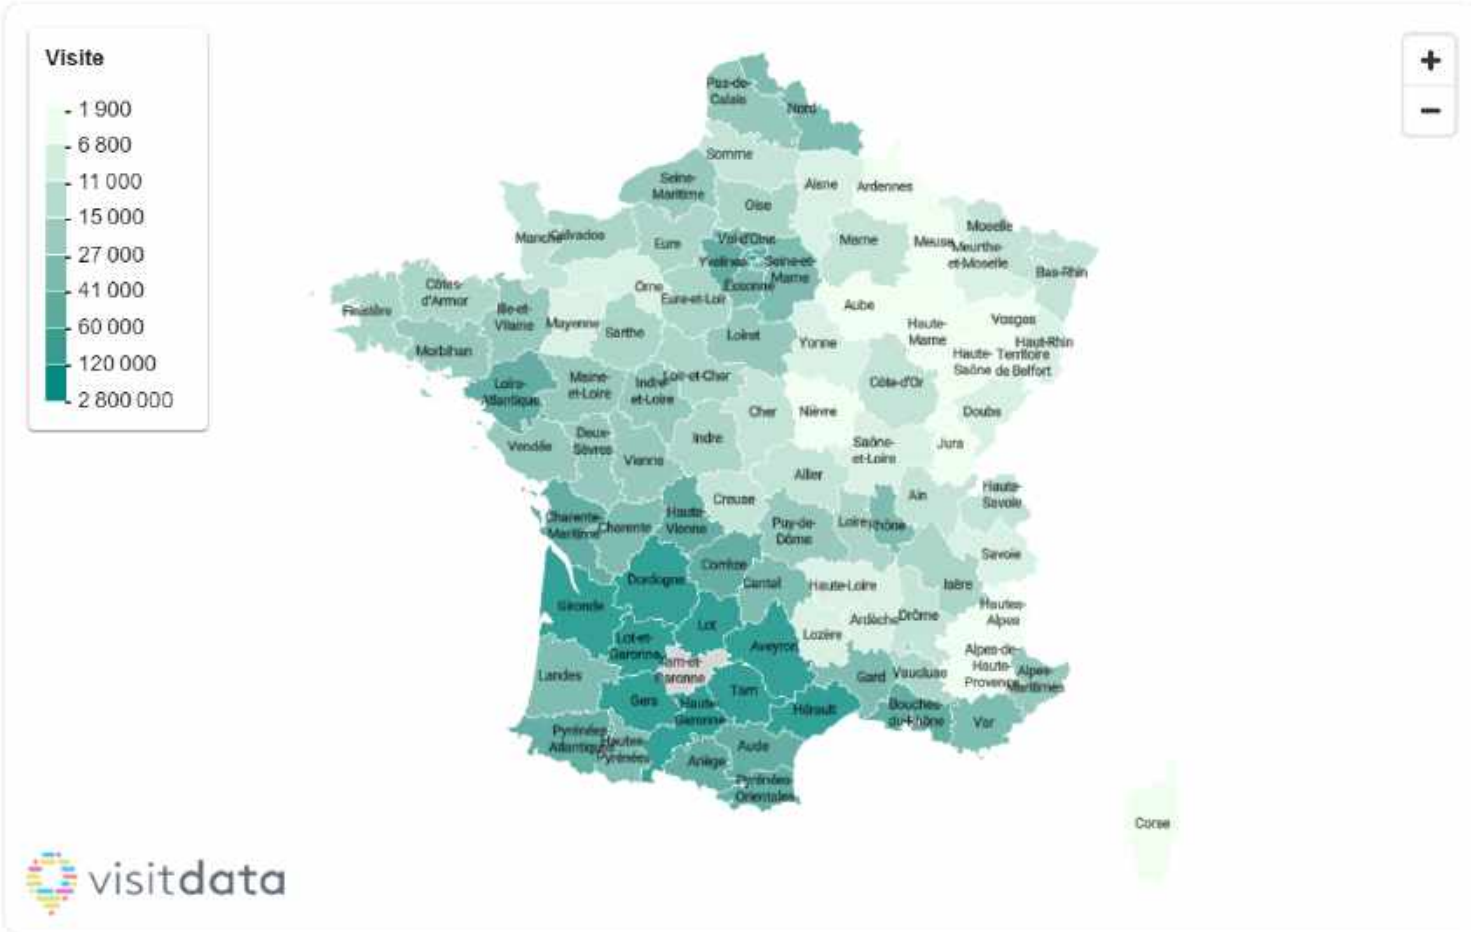 Visite
1 900
6 800
11 000
15 000
27 000
41 000
60 000
120 000
2 800 000
+
−
Pas-de-
Calais
Nord
Somme
Seine-
Maritime
Aisne
Ardennes
Oise
Manche
Calvados
Eure
Val-d'Oise
Marne
Meuse
Moselle
Meurthe-
et-Moselle
Yvelines
Seine-et-
Marne
Bas-Rhin
Essonne
Finistère
Côtes-
d'Armor
Ille-et-
Vilaine
Orne
Eure-et-Loir
Aube
Mayenne
Sarthe
Loiret
Yonne
Haute-
Marne
Vosges
Haut-Rhin
Morbihan
Haute-
Saône
Territoire
de Belfort
Loire-
Atlantique
Maine-
et-Loire
Indre-
et-Loire
Loir-et-Cher
Côte-d'Or
Cher
Nièvre
Doubs
Vendée
Deux-
Sèvres
Vienne
Indre
Saône-
et-Loire
Jura
Allier
Creuse
Ain
Haute-
Savoie
Charente-
Maritime
Charente
Haute-
Vienne
Puy-de-
Dôme
Loire
Rhône
Savoie
Corrèze
Dordogne
Cantal
Haute-Loire
Isère
Gironde
Lot
Ardèche
Drôme
Hautes-
Alpes
Lot-et-
Garonne
Aveyron
Lozère
Tarn-et-
Garonne
Alpes-de-
Haute-
Provence
Landes
Gard
Vaucluse
Alpes-
Maritimes
Gers
Haute-
Garonne
Tarn
Hérault
Bouches-
du-Rhône
Var
Pyrénées-
Atlantiques
Hautes-
Pyrénées
Ariège
Aude
Pyrénées-
Orientales
Corse
visitdata